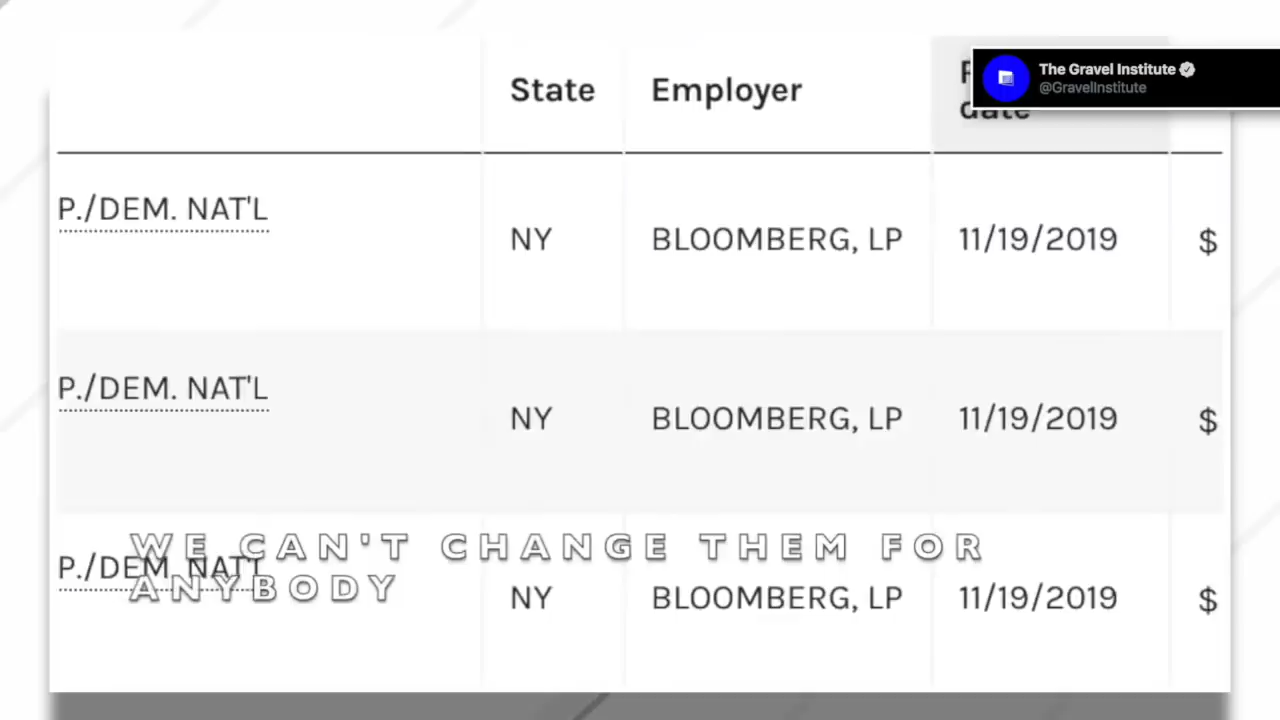 The Gravel Institute
@GravelInstitute
State Employer date
P./DEM. NAT'L
NY BLOOMBERG, LP 11/19/2019 $
P./DEM. NAT'L
NY BLOOMBERG, LP 11/19/2019 $
P./DEM. NAT'L
NY BLOOMBERG, LP 11/19/2019 $
WE CAN'T CHANGE THEM FOR
ANYBODY